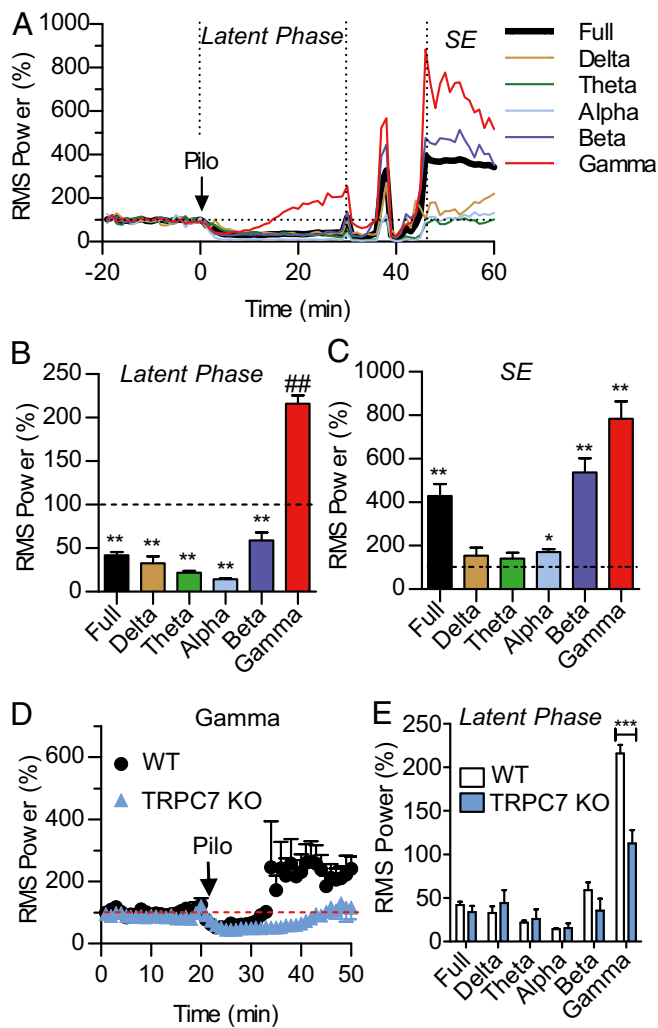 A
Latent Phase
SE
Full
Delta
Theta
Alpha
Beta
Gamma
RMS Power (%)
1000
800
600
400
200
0
Pilo
-20 0 20 40 60
Time (min)
B
Latent Phase
RMS Power (%)
250
200
150
100
50
0
** ** ** ** ** ##
Full Delta Theta Alpha Beta Gamma
C
SE
RMS Power (%)
1000
800
600
400
200
0
** * ** **
Full Delta Theta Alpha Beta Gamma
D
Gamma
RMS Power (%)
600
400
200
0
WT
TRPC7 KO
Pilo
0 10 20 30 40 50
Time (min)
E
Latent Phase
RMS Power (%)
250
200
150
100
50
0
***
WT
TRPC7 KO
Full Delta Theta Alpha Beta Gamma